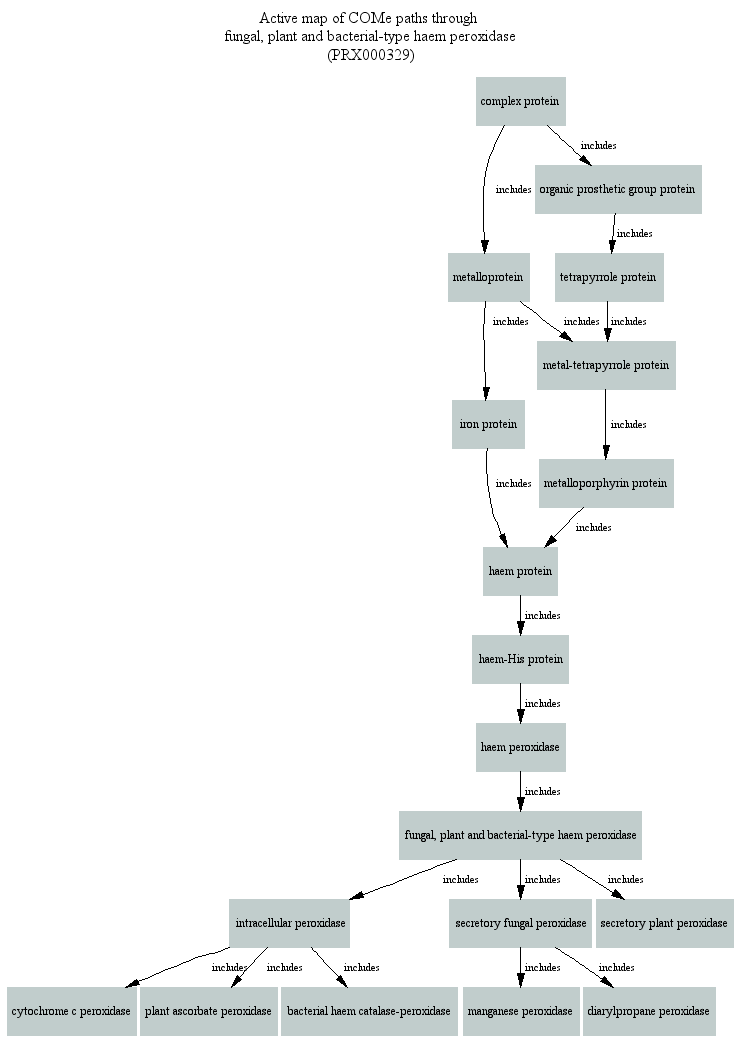 Active map of COMe paths through
fungal, plant and bacterial-type haem peroxidase
(PRX000329)
complex protein
includes
includes
organic prosthetic group protein
includes
metalloprotein
tetrapyrrole protein
includes
includes
includes
metal-tetrapyrrole protein
iron protein
includes
metalloporphyrin protein
includes
includes
haem protein
includes
haem-His protein
includes
haem peroxidase
includes
fungal, plant and bacterial-type haem peroxidase
includes
includes
includes
intracellular peroxidase
secretory fungal peroxidase
secretory plant peroxidase
includes
includes
includes
includes
includes
cytochrome c peroxidase
plant ascorbate peroxidase
bacterial haem catalase-peroxidase
manganese peroxidase
diarylpropane peroxidase